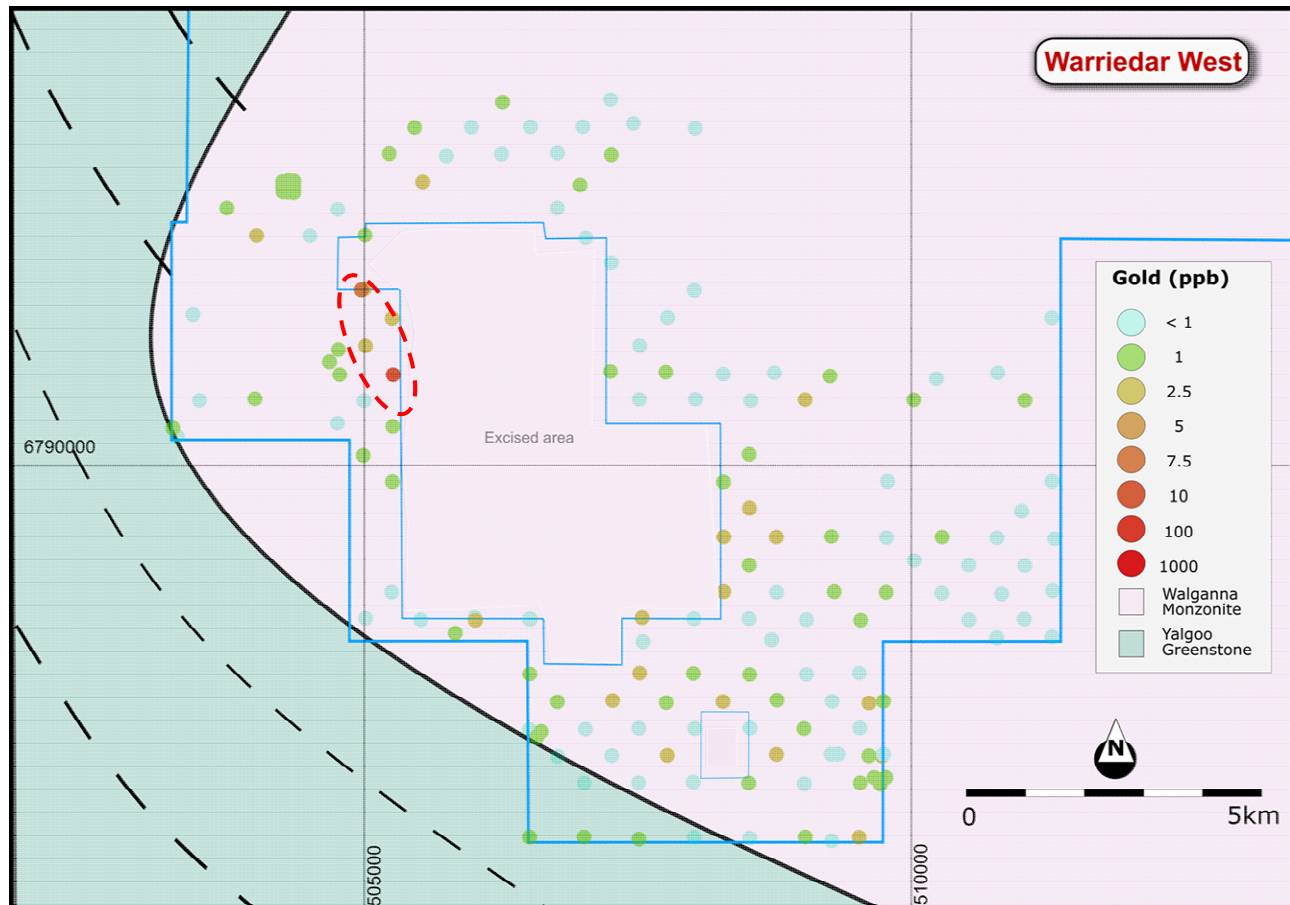 Warriedar West
Gold (ppb)
< 1
1
2.5
5
7.5
10
100
1000
Walganna
Monzonite
Yalgoo
Greenstone
Excised area
6790000
N
0
5km
505000
510000